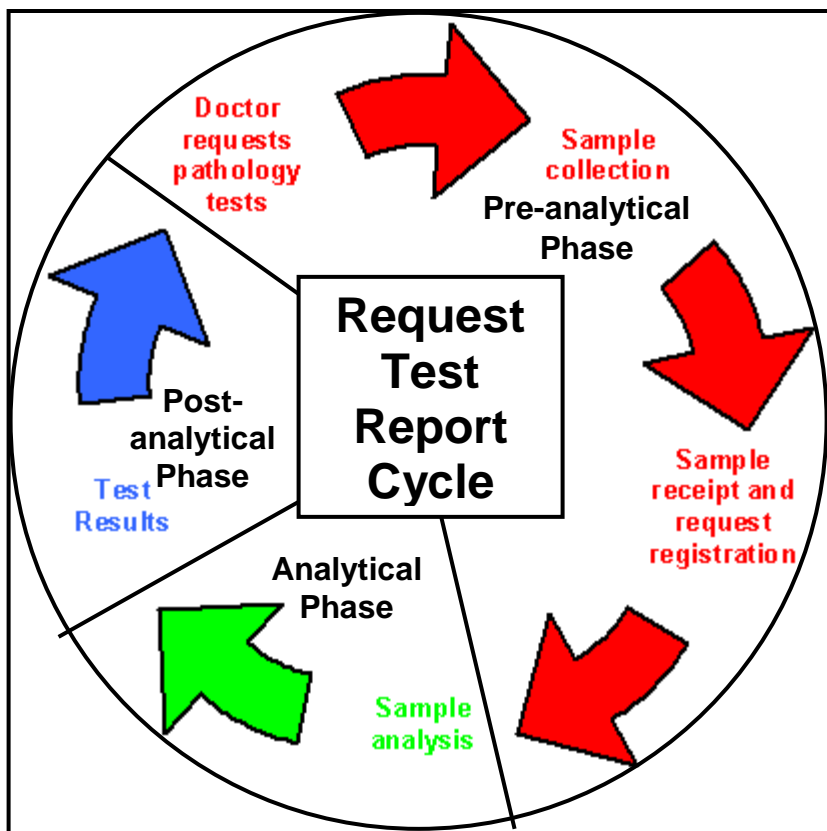 Doctor
requests
pathology
tests
Sample
collection
Pre-analytical
Phase
Request
Test
Report
Cycle
Sample
receipt and
request
registration
Analytical
Phase
Sample
analysis
Post-
analytical
Phase
Test
Results